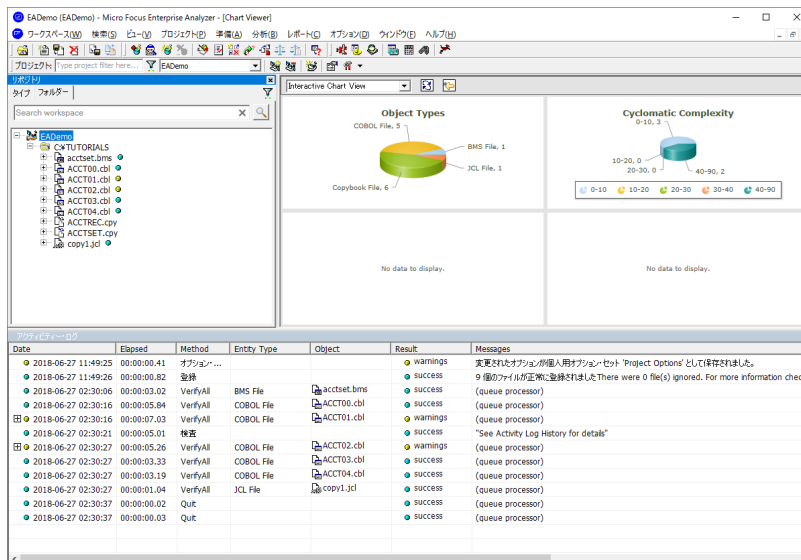 EADemo (EADemo) - Micro Focus Enterprise Analyzer - [Chart Viewer]
ワークスペース(W) 検索(S) ビュー(V) プロジェクト(P) 準備(A) 分析(B) レポート(C) オプション(D) ウィンドウ(F) ヘルプ(H)
プロジェクト: Type project filter here... EADemo
リポジトリ
タイプ フォルダー
Search workspace
EADemo
C:¥TUTORIALS
acctset.bms
ACCT00.cbl
ACCT01.cbl
ACCT02.cbl
ACCT03.cbl
ACCT04.cbl
ACCTREC.cpy
ACCTSET.cpy
copy1.jcl
Interactive Chart View
Object Types
COBOL File, 5
BMS File, 1
JCL File, 1
Copybook File, 6
Cyclomatic Complexity
0-10, 3
10-20, 0
20-30, 0
40-90, 2
0-10 10-20 20-30 30-40 40-90
No data to display.
No data to display.
アクティビティー・ログ
Date Elapsed Method Entity Type Object Result Messages
2018-06-27 11:49:25 00:00:00.41 オプション・... warnings 変更されたオプションが個人用オプション・セット 'Project Options' として保存されました。
2018-06-27 11:49:26 00:00:00.82 登録 success 9 個のファイルが正常に登録されましたThere were 0 file(s) ignored. For more information chec
2018-06-27 02:30:06 00:00:03.02 VerifyAll BMS File acctset.bms success (queue processor)
2018-06-27 02:30:16 00:00:05.84 VerifyAll COBOL File ACCT00.cbl success (queue processor)
2018-06-27 02:30:16 00:00:07.03 VerifyAll COBOL File ACCT01.cbl warnings (queue processor)
2018-06-27 02:30:21 00:00:05.01 検査 success "See Activity Log History for details"
2018-06-27 02:30:27 00:00:05.26 VerifyAll COBOL File ACCT02.cbl warnings (queue processor)
2018-06-27 02:30:27 00:00:03.33 VerifyAll COBOL File ACCT03.cbl success (queue processor)
2018-06-27 02:30:27 00:00:03.19 VerifyAll COBOL File ACCT04.cbl success (queue processor)
2018-06-27 02:30:27 00:00:01.04 VerifyAll JCL File copy1.jcl success (queue processor)
2018-06-27 02:30:37 00:00:00.02 Quit success (queue processor)
2018-06-27 02:30:37 00:00:00.03 Quit success (queue processor)